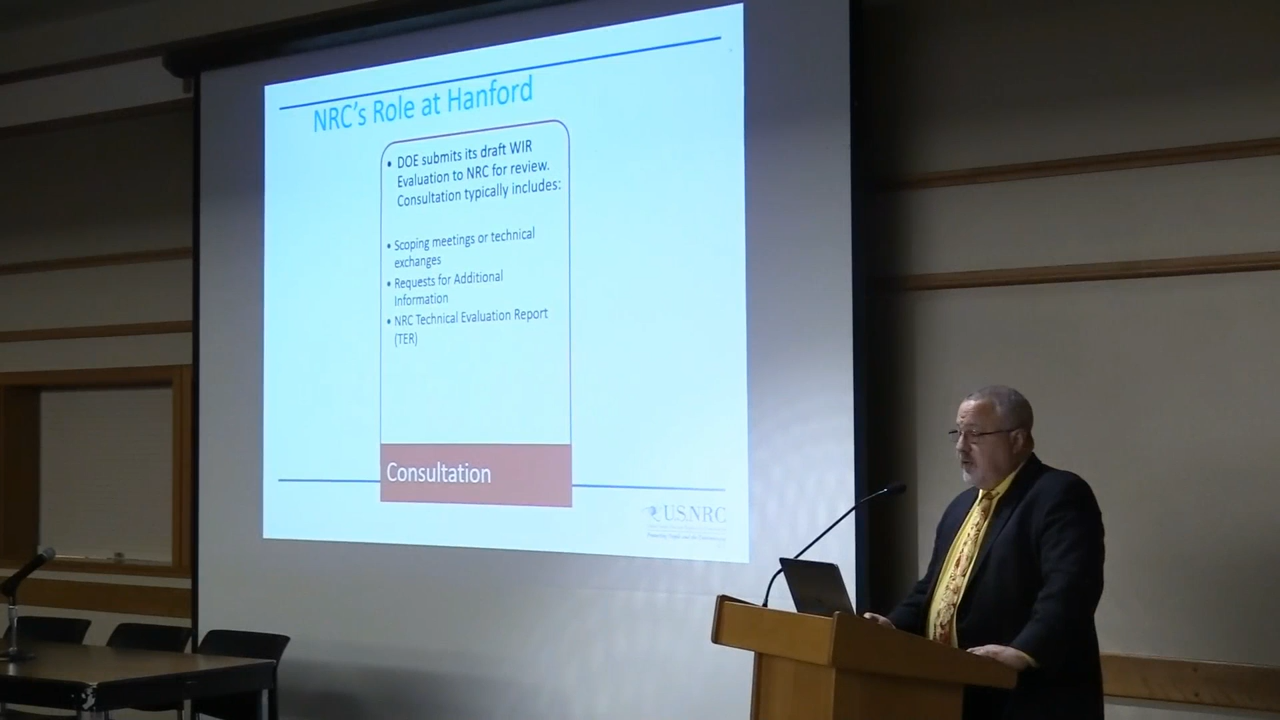 NRC's Role at Hanford
• DOE submits its draft WIR
Evaluation to NRC for review.
Consultation typically includes:
• Scoping meetings or technical
exchanges
• Requests for Additional
Information
• NRC Technical Evaluation Report
(TER)
Consultation
U.S.NRC